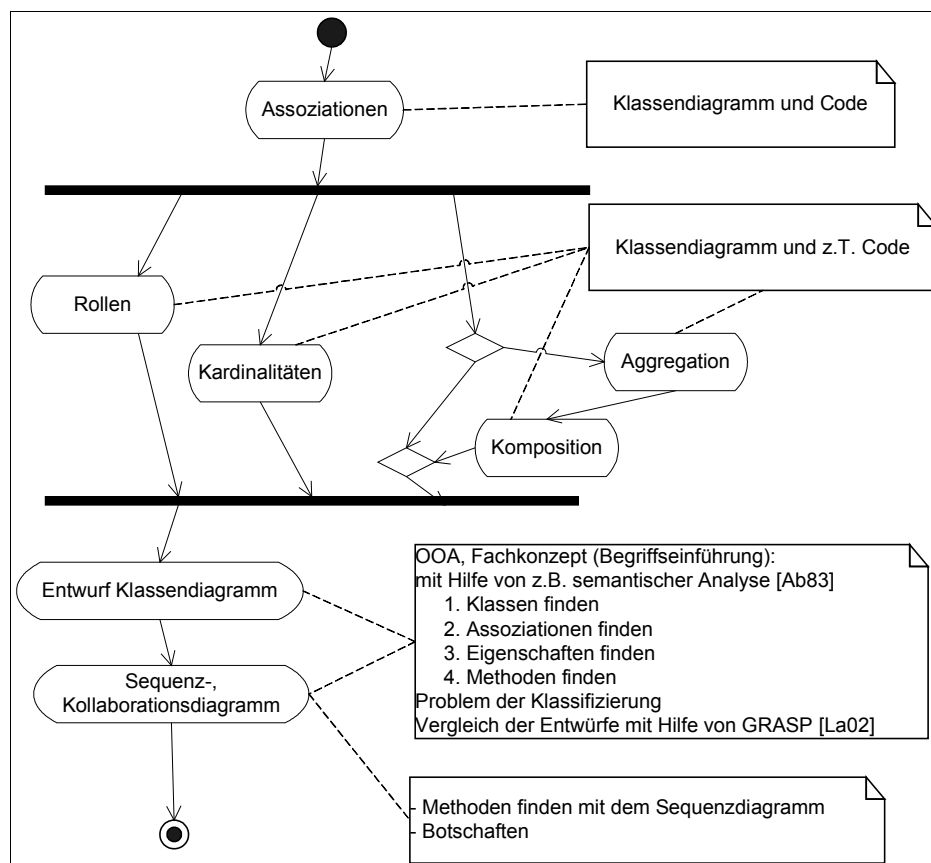 Assoziationen
Klassendiagramm und Code
Klassendiagramm und z.T. Code
Rollen
Kardinalitäten
Aggregation
Komposition
Entwurf Klassendiagramm
OOA, Fachkonzept (Begriffseinführung):
mit Hilfe von z.B. semantischer Analyse [Ab83]
1. Klassen finden
2. Assoziationen finden
3. Eigenschaften finden
4. Methoden finden
Problem der Klassifizierung
Vergleich der Entwürfe mit Hilfe von GRASP [La02]
Sequenz-,
Kollaborationsdiagramm
- Methoden finden mit dem Sequenzdiagramm
- Botschaften